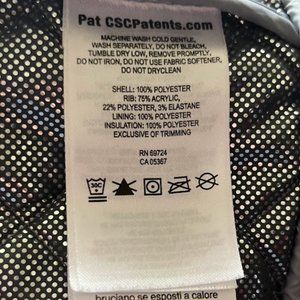 Pat CSCPatents.com
MACHINE WASH COLD GENTLE,
WASH SEPARATELY, DO NOT BLEACH,
TUMBLE DRY LOW, REMOVE PROMPTLY,
DO NOT IRON, DO NOT USE FABRIC SOFTENER,
DO NOT DRYCLEAN
SHELL: 100% POLYESTER
RIB: 75% ACRYLIC,
22% POLYESTER, 3% ELASTANE
LINING: 100% POLYESTER
INSULATION: 100% POLYESTER
EXCLUSIVE OF TRIMMING
RN 69724
CA 05367
30C
bruciano se esposti a calore